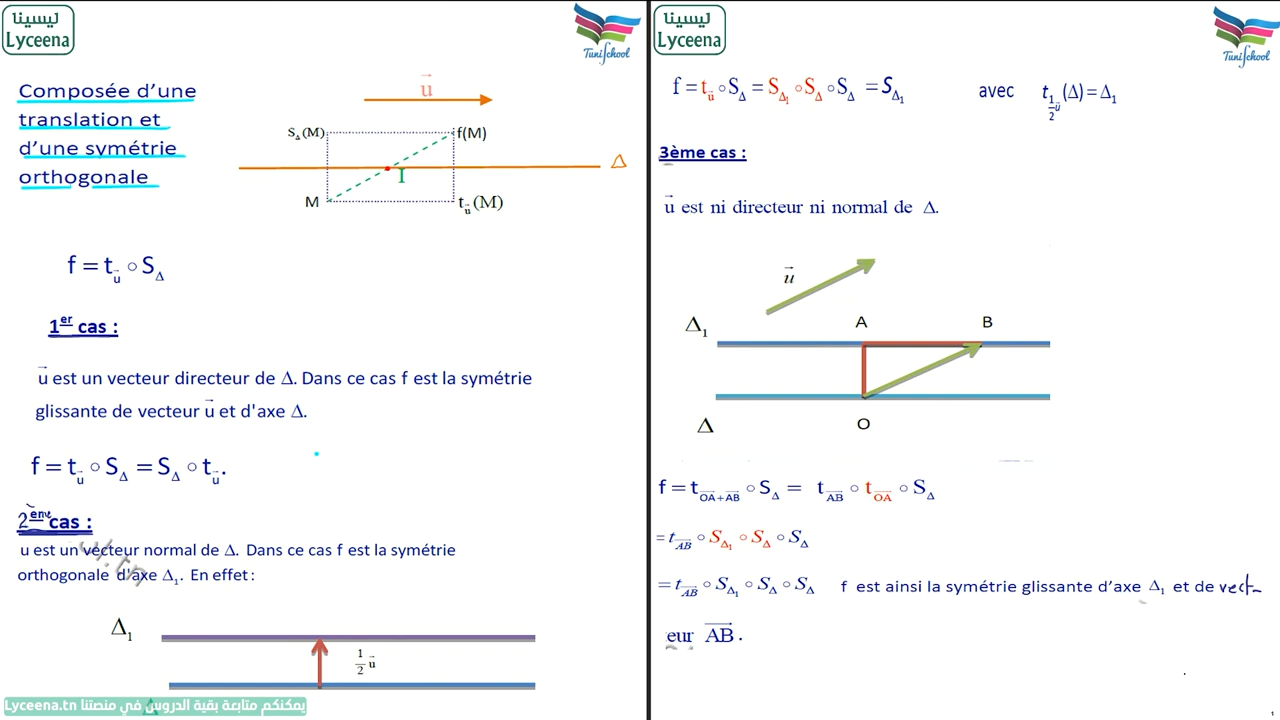 ليسينا
Lyceena
TuniSchool
Composée d'une
translation et
d'une symétrie
orthogonale
u
S_Δ(M)
f(M)
Δ
I
M
t_u(M)
f = t_u ∘ S_Δ
1er cas :
u est un vecteur directeur de Δ. Dans ce cas f est la symétrie
glissante de vecteur u et d'axe Δ.
f = t_u ∘ S_Δ = S_Δ ∘ t_u.
2ème cas :
u est un vecteur normal de Δ. Dans ce cas f est la symétrie
orthogonale d'axe Δ₁. En effet :
Δ₁
1/2 u
Δ
يمكنكم متابعة بقية الدروس في منصتنا Lyceena.tn
ليسينا
Lyceena
TuniSchool
f = t_u ∘ S_Δ = S_Δ₁ ∘ S_Δ ∘ S_Δ = S_Δ₁ avec t_1/2u(Δ) = Δ₁
3ème cas :
u est ni directeur ni normal de Δ.
u
Δ₁
A
B
Δ
O
f = t_OA+AB ∘ S_Δ = t_AB ∘ t_OA ∘ S_Δ
= t_AB ∘ S_Δ₁ ∘ S_Δ ∘ S_Δ
= t_AB ∘ S_Δ₁ ∘ S_Δ ∘ S_Δ f est ainsi la symétrie glissante d'axe Δ₁ et de vect-
eur AB.
1